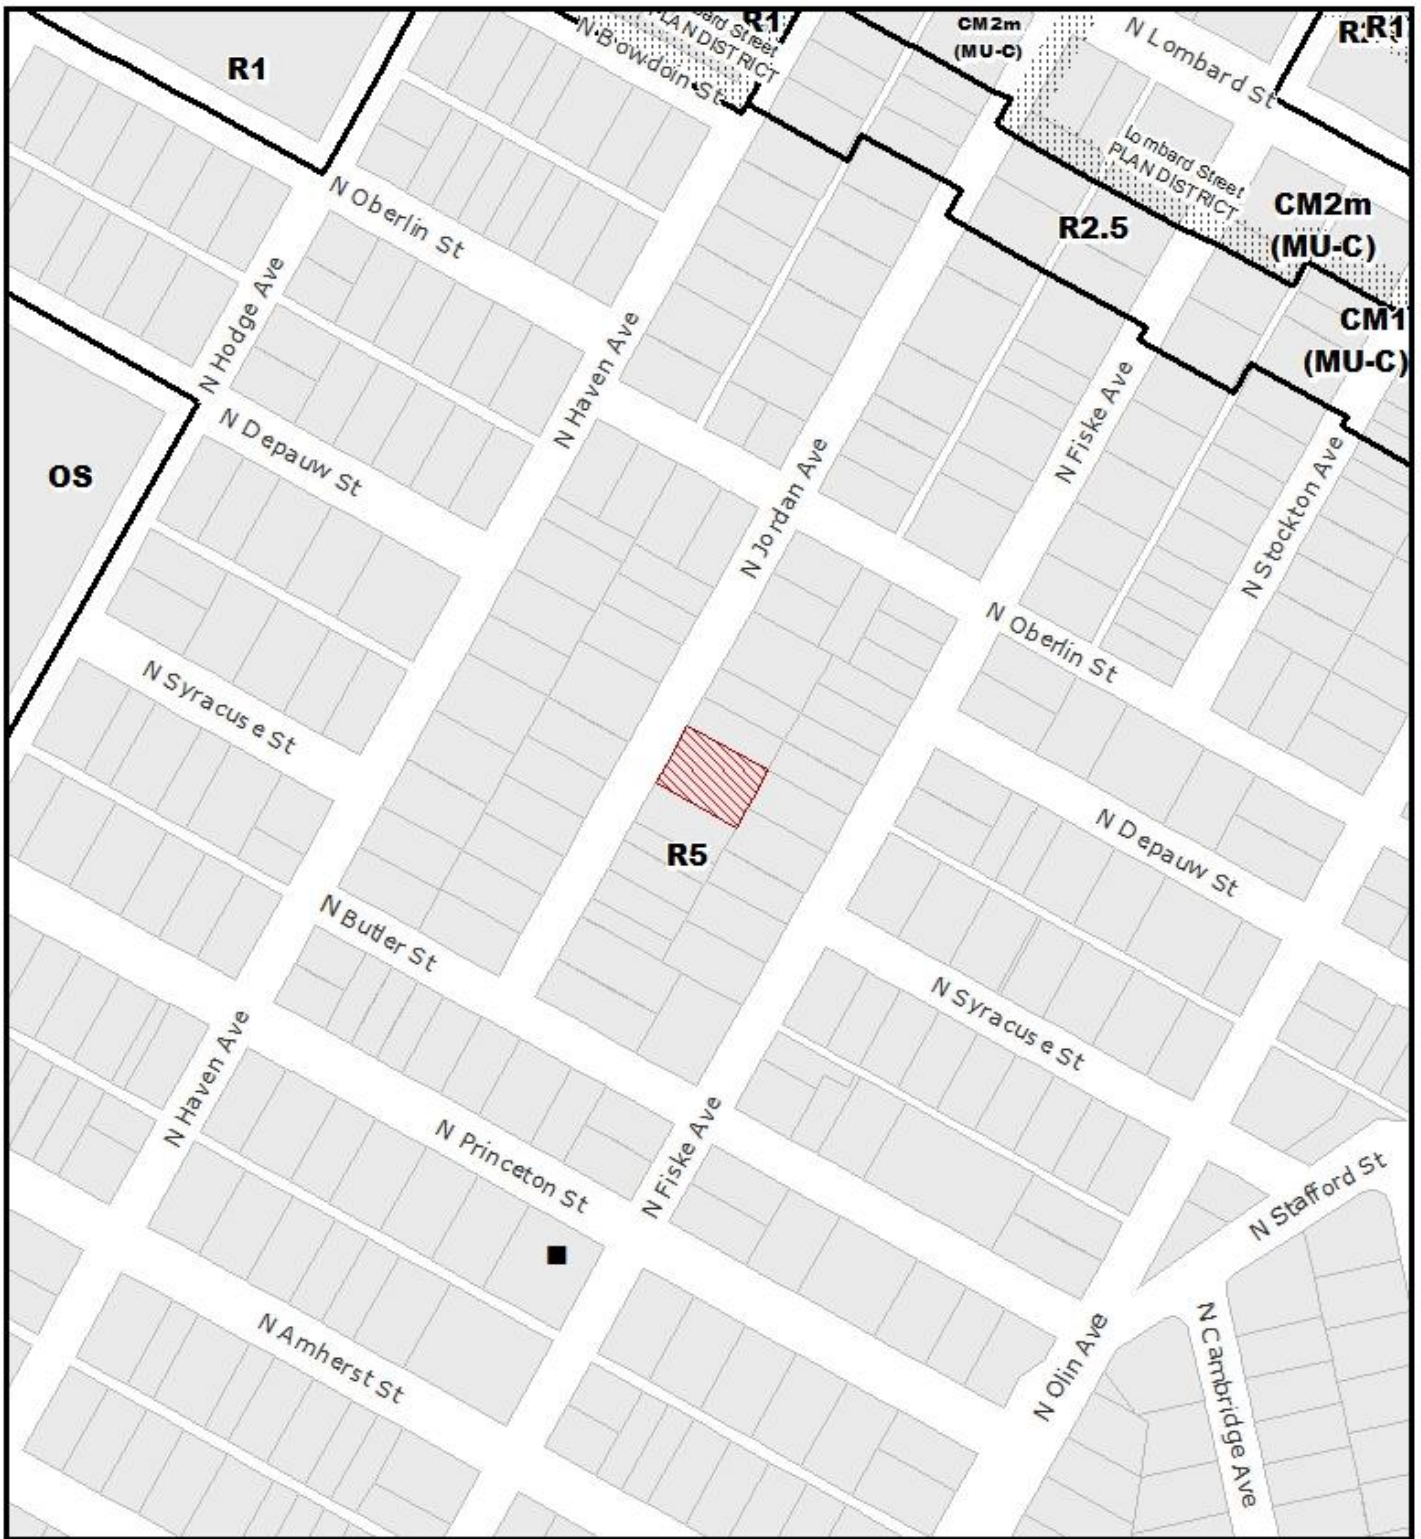 R1
CM2m
(MU-C)
N Lombard St
R1
R1
N Bowdoin St
Street
PLAN DISTRICT
Lombard Street
PLAN DISTRICT
N Oberlin St
R2.5
CM2m
(MU-C)
CM1
(MU-C)
N Hodge Ave
N Haven Ave
N Depauw St
N Fiske Ave
OS
N Jordan Ave
N Stockton Ave
N Oberlin St
N Syracuse St
N Depauw St
R5
N Butler St
N Syracuse St
N Haven Ave
N Princeton St
N Fiske Ave
N Stafford St
N Amherst St
N Olin Ave
N Cambridge Ave